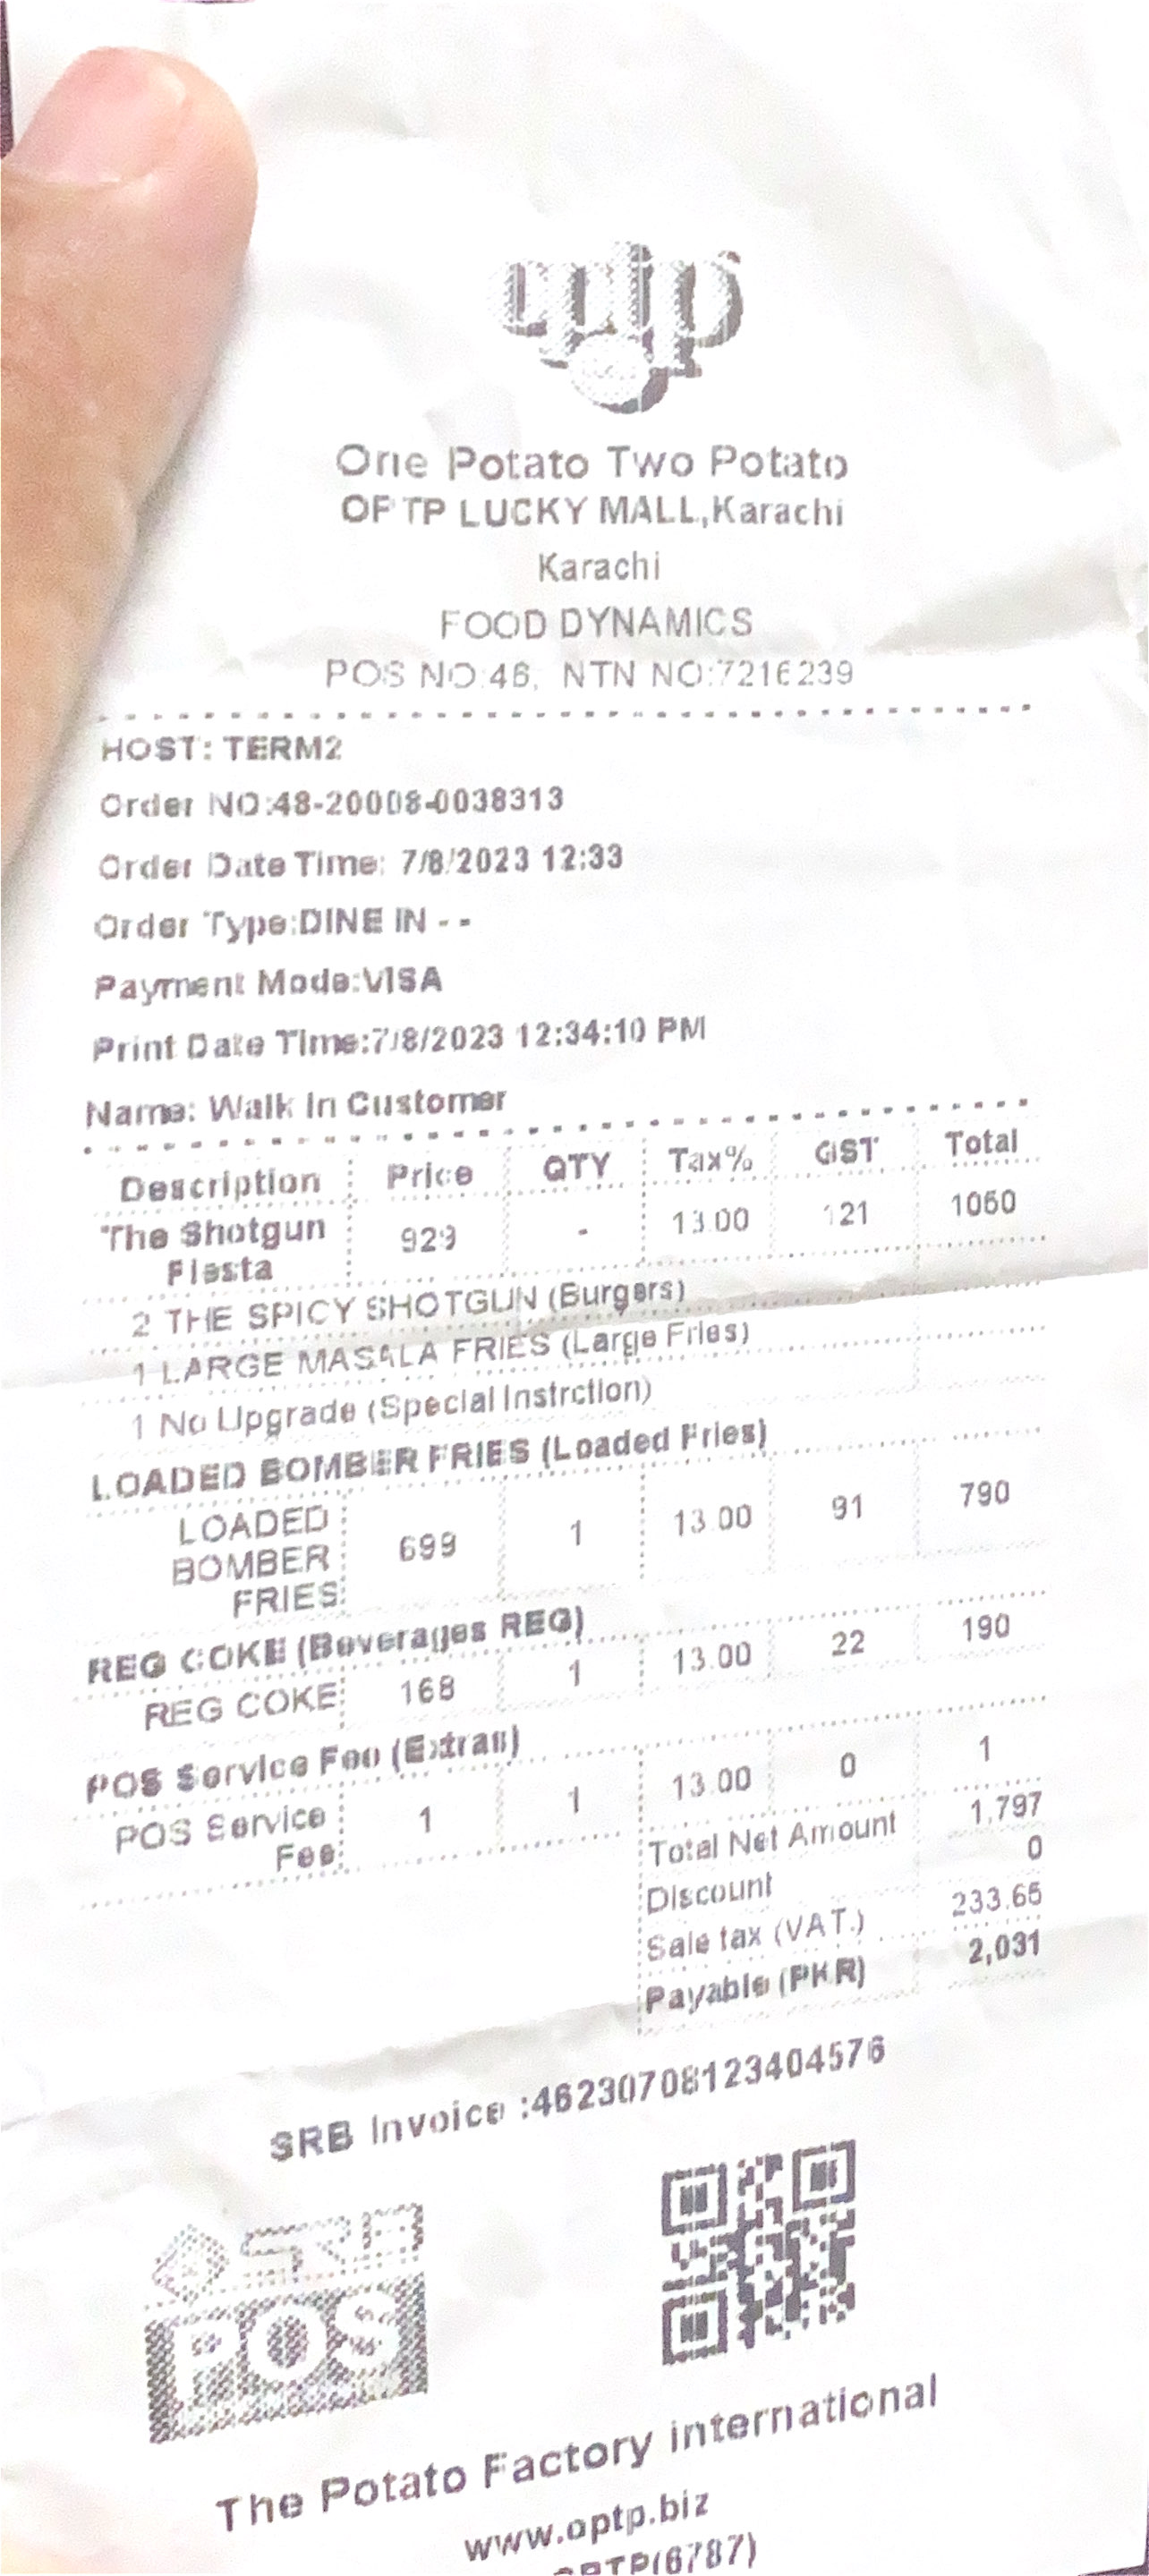 optp
One Potato Two Potato
OPTP LUCKY MALL,Karachi
Karachi
FOOD DYNAMICS
POS NO:46, NTN NO:7216239
HOST: TERM2
Order NO:48-20008-0038313
Order Date Time: 7/8/2023 12:33
Order Type:DINE IN - -
Payment Mode:VISA
Print Date Time:7/8/2023 12:34:10 PM
Name: Walk In Customer
Description Price QTY Tax% GST Total
The Shotgun Fiesta 929 - 13.00 121 1050
2 THE SPICY SHOTGUN (Burgers)
1 LARGE MASALA FRIES (Large Fries)
1 No Upgrade (Special Instrction)
LOADED BOMBER FRIES (Loaded Fries)
LOADED BOMBER FRIES 699 1 13.00 91 790
REG COKE (Beverages REG)
REG COKE 168 1 13.00 22 190
POS Service Fee (Extras)
POS Service Fee 1 1 13.00 0 1
Total Net Amount 1,797
Discount 0
Sale tax (VAT.) 233.65
Payable (PKR) 2,031
SRB Invoice :46230708123404576
SRB
POS
The Potato Factory international
www.optp.biz
OPTP(6787)